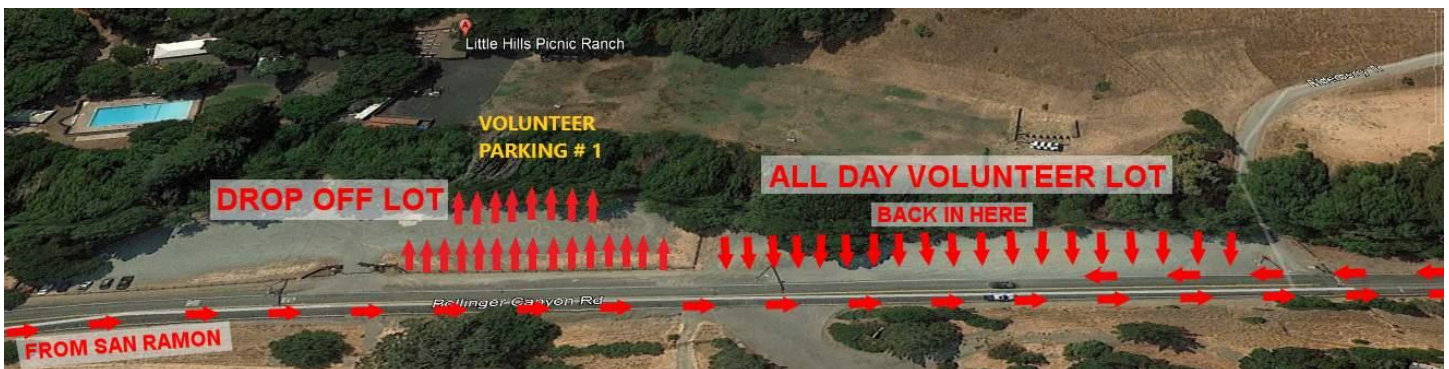 A
Little Hills Picnic Ranch
VOLUNTEER
PARKING # 1
DROP OFF LOT
ALL DAY VOLUNTEER LOT
BACK IN HERE
Bollinger Canyon Rd
FROM SAN RAMON